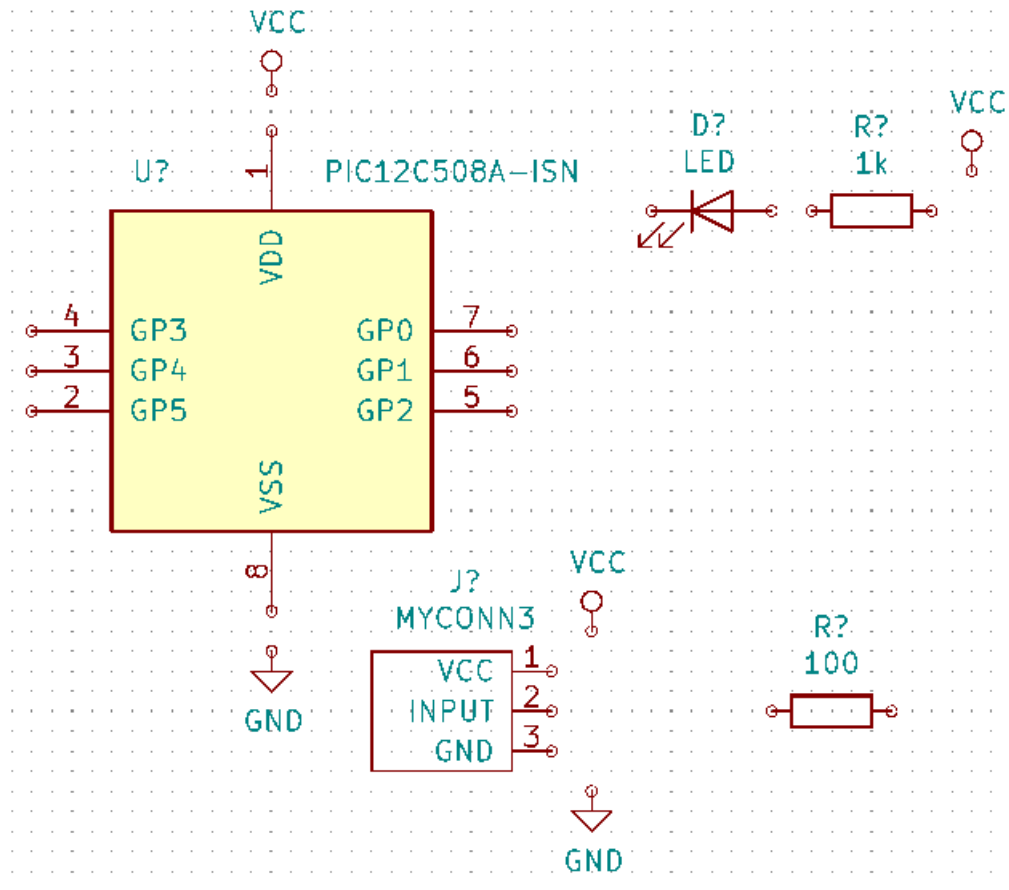 VCC
VCC
D?
R?
U?
PIC12C508A-ISN
LED
1k
1
VDD
4
GP3
GP0
7
3
GP4
GP1
6
2
GP5
GP2
5
VSS
8
VCC
J?
MYCONN3
R?
100
VCC
1
INPUT
2
GND
3
GND
GND